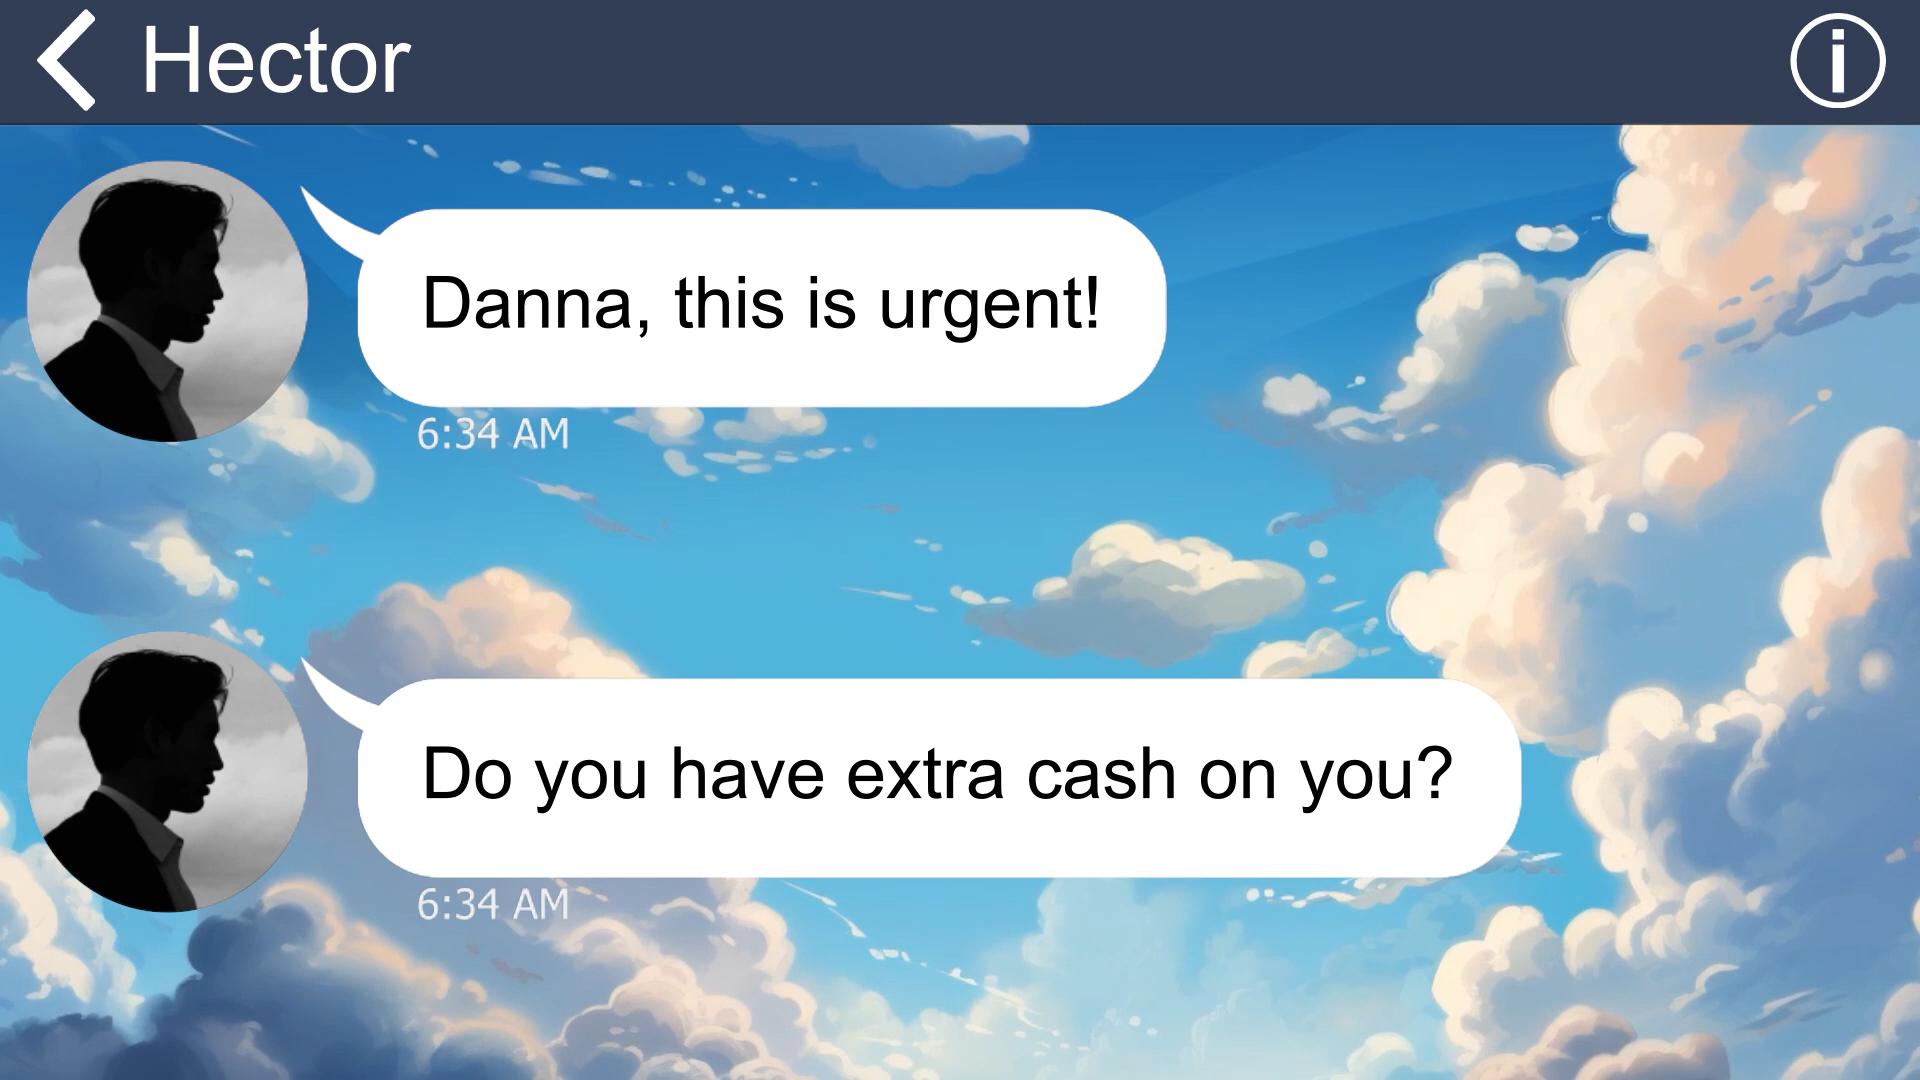 Hector
Danna, this is urgent!
6:34 AM
Do you have extra cash on you?
6:34 AM